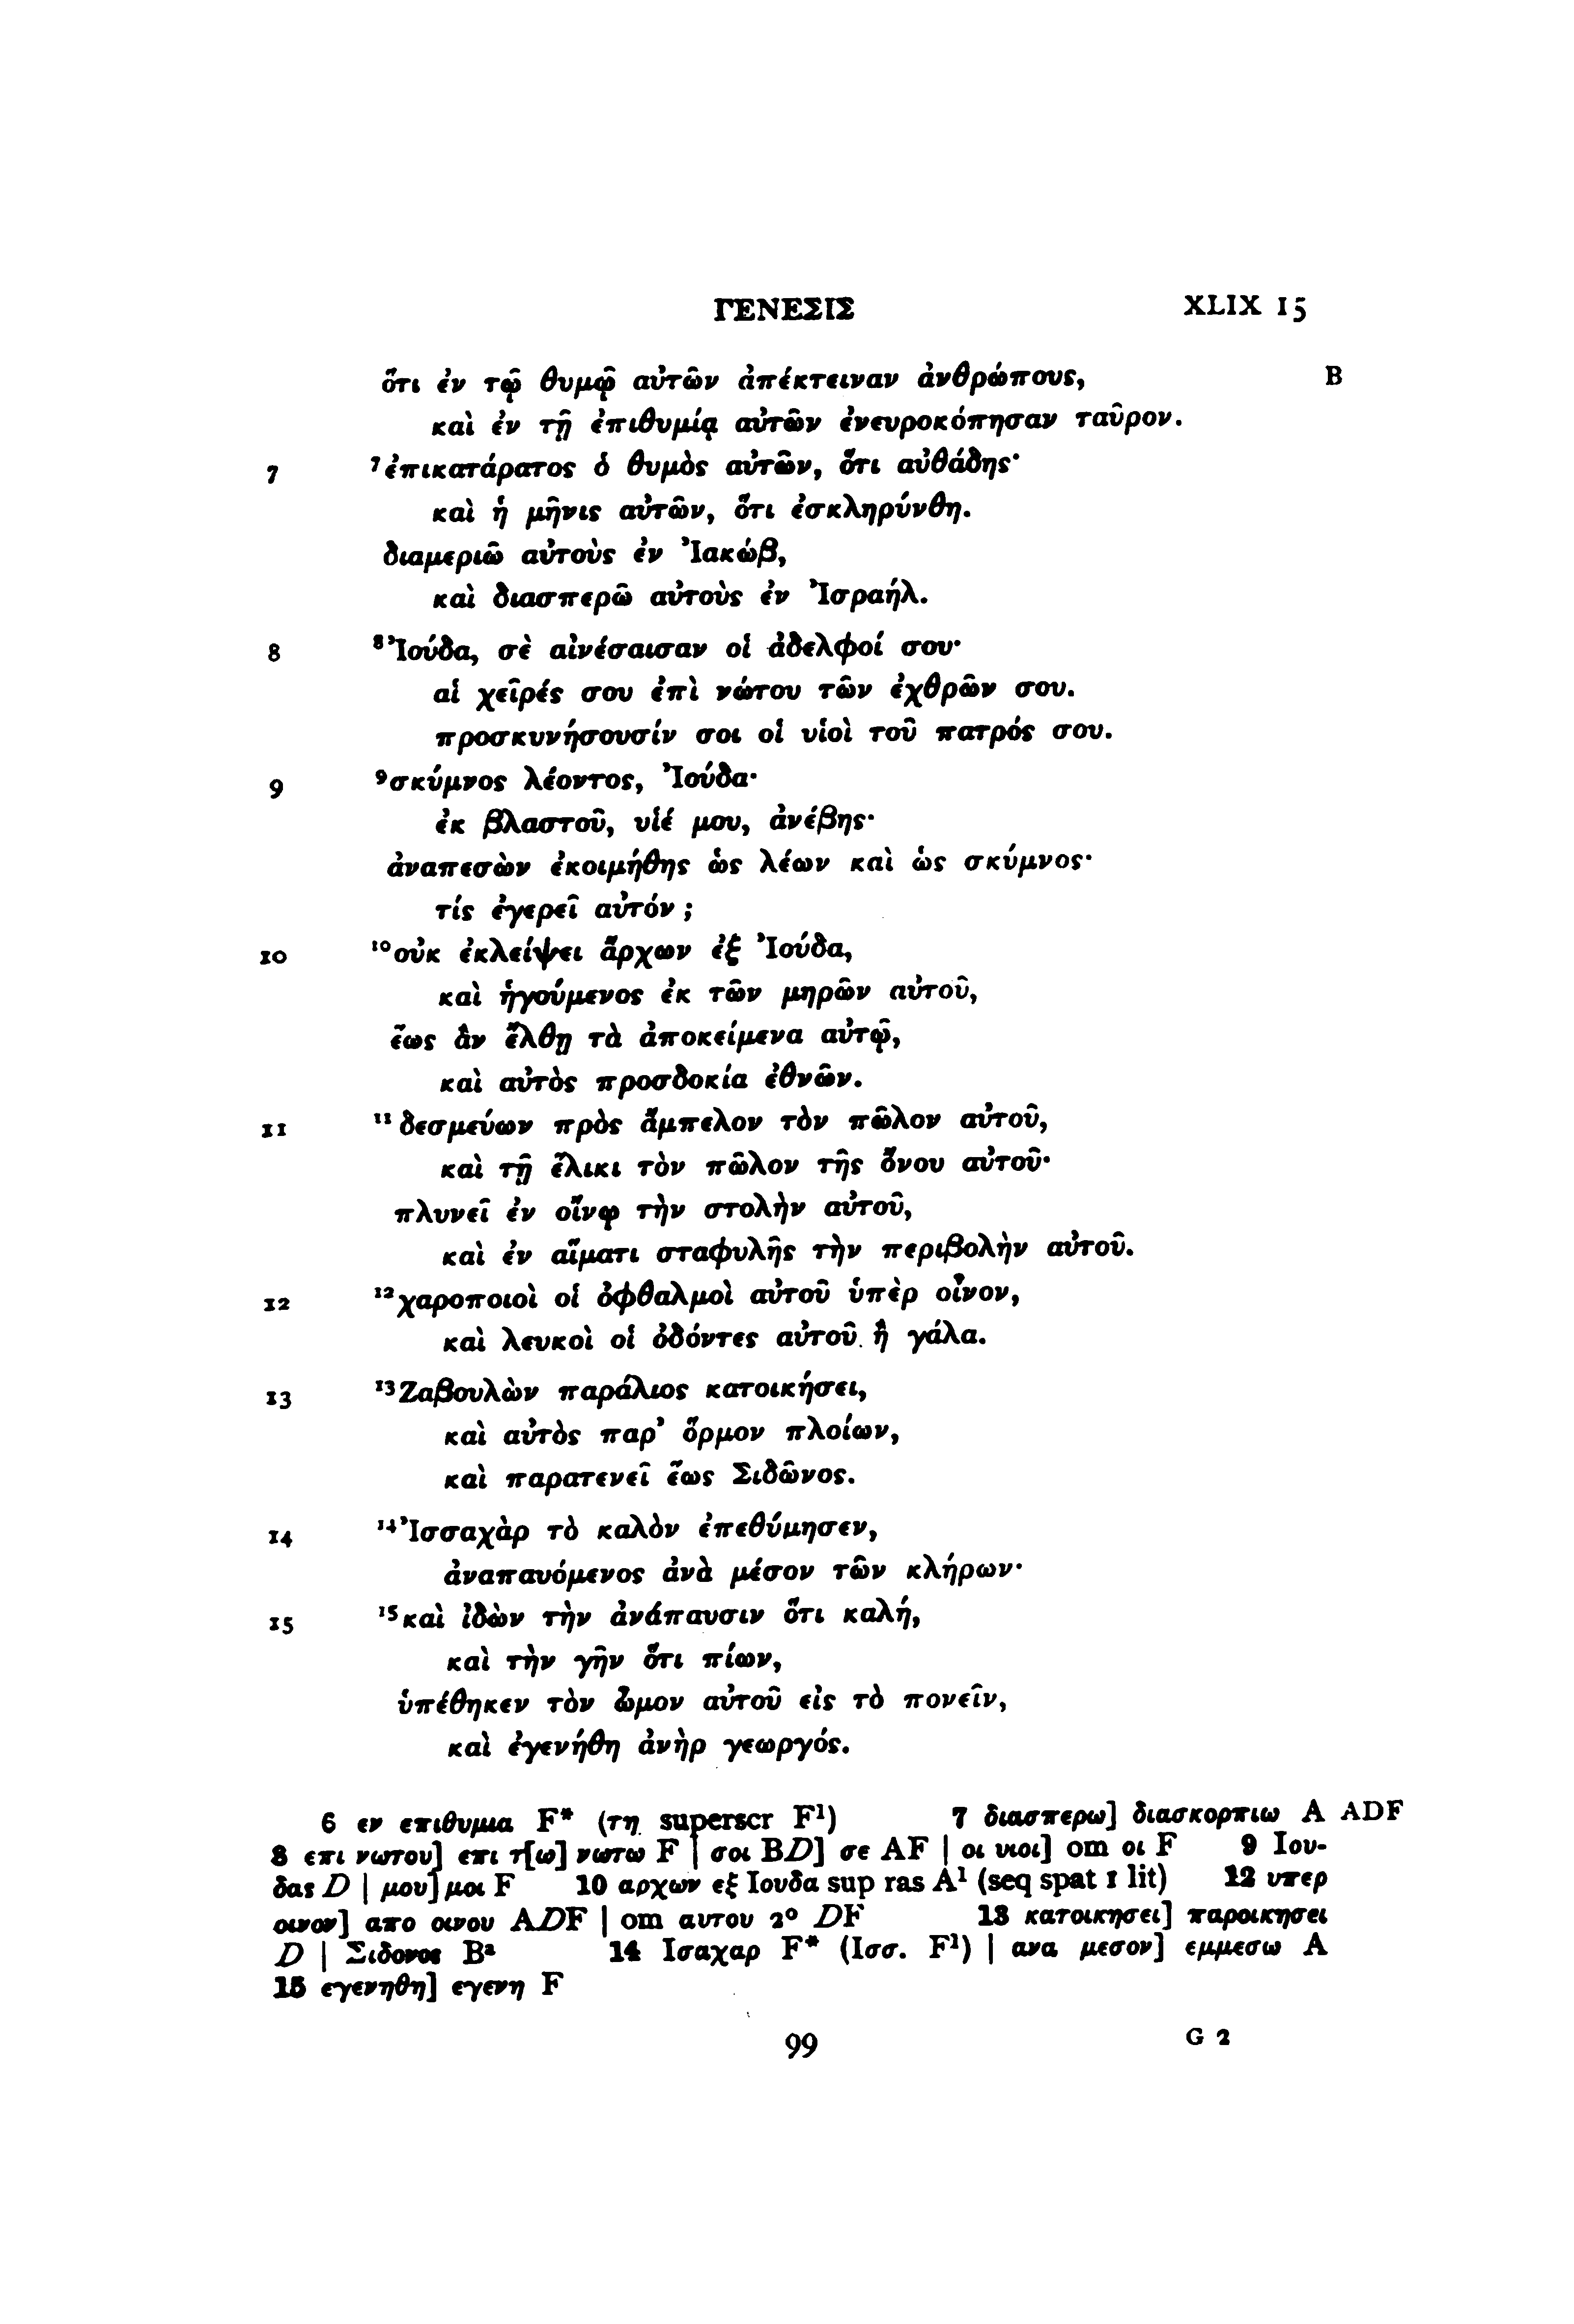 ΓΕΝΕΣΙΣ XLIX 15
ὅτι ἐν τῷ θυμῷ αὐτῶν ἀπέκτειναν ἀνθρώπους, B
καὶ ἐν τῇ ἐπιθυμίᾳ αὐτῶν ἐνευροκόπησαν ταῦρον.
7 ⁷ἐπικατάρατος ὁ θυμὸς αὐτῶν, ὅτι αὐθάδης·
καὶ ἡ μῆνις αὐτῶν, ὅτι ἐσκληρύνθη.
διαμεριῶ αὐτοὺς ἐν Ἰακώβ,
καὶ διασπερῶ αὐτοὺς ἐν Ἰσραήλ.
8 ⁸Ἰούδα, σὲ αἰνέσαισαν οἱ ἀδελφοί σου·
αἱ χεῖρές σου ἐπὶ νώτου τῶν ἐχθρῶν σου.
προσκυνήσουσίν σοι οἱ υἱοὶ τοῦ πατρός σου.
9 ⁹σκύμνος λέοντος, Ἰούδα·
ἐκ βλαστοῦ, υἱέ μου, ἀνέβης·
ἀναπεσὼν ἐκοιμήθης ὡς λέων καὶ ὡς σκύμνος·
τίς ἐγερεῖ αὐτόν ;
10 ¹⁰οὐκ ἐκλείψει ἄρχων ἐξ Ἰούδα,
καὶ ἡγούμενος ἐκ τῶν μηρῶν αὐτοῦ,
ἕως ἂν ἔλθῃ τὰ ἀποκείμενα αὐτῷ,
καὶ αὐτὸς προσδοκία ἐθνῶν.
11 ¹¹δεσμεύων πρὸς ἄμπελον τὸν πῶλον αὐτοῦ,
καὶ τῇ ἕλικι τὸν πῶλον τῆς ὄνου αὐτοῦ·
πλυνεῖ ἐν οἴνῳ τὴν στολὴν αὐτοῦ,
καὶ ἐν αἵματι σταφυλῆς τὴν περιβολὴν αὐτοῦ.
12 ¹²χαροποιοὶ οἱ ὀφθαλμοὶ αὐτοῦ ὑπὲρ οἶνον,
καὶ λευκοὶ οἱ ὀδόντες αὐτοῦ ἢ γάλα.
13 ¹³Ζαβουλὼν παράλιος κατοικήσει,
καὶ αὐτὸς παρ’ ὅρμον πλοίων,
καὶ παρατενεῖ ἕως Σιδῶνος.
14 ¹⁴Ἰσσαχὰρ τὸ καλὸν ἐπεθύμησεν,
ἀναπαυόμενος ἀνὰ μέσον τῶν κλήρων·
15 ¹⁵καὶ ἰδὼν τὴν ἀνάπαυσιν ὅτι καλή,
καὶ τὴν γῆν ὅτι πίων,
ὑπέθηκεν τὸν ὦμον αὐτοῦ εἰς τὸ πονεῖν,
καὶ ἐγενήθη ἀνὴρ γεωργός.
6 εν επιθυμια F* (τη superscr F¹) 7 διασπερω] διασκορπιω A ADF
8 επι νωτου] επι τ[ω] νωτω F | σοι BD] σε AF | οι υιοι] om οι F 9 Ιου-
δας D | μου] μοι F 10 αρχων εξ Ιουδα sup ras A¹ (seq spat 1 lit) 12 υπερ
οινον] απο οινου ADF | om αυτου 2° DF 13 κατοικησει] παροικησει
D | Σιδονος Bᵃ 14 Ισαχαρ F* (Ισσ. F¹) | ανα μεσον] εμμεσω A
15 εγενηθη] εγενη F
99 G 2